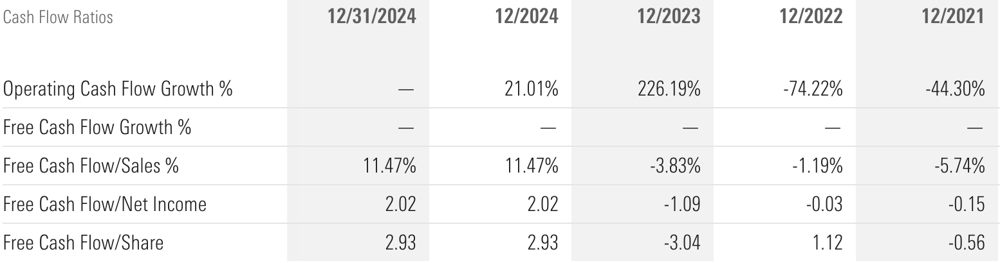 Cash Flow Ratios 12/31/2024 12/2024 12/2023 12/2022 12/2021
Operating Cash Flow Growth % — 21.01% 226.19% -74.22% -44.30%
Free Cash Flow Growth % — — — — —
Free Cash Flow/Sales % 11.47% 11.47% -3.83% -1.19% -5.74%
Free Cash Flow/Net Income 2.02 2.02 -1.09 -0.03 -0.15
Free Cash Flow/Share 2.93 2.93 -3.04 1.12 -0.56